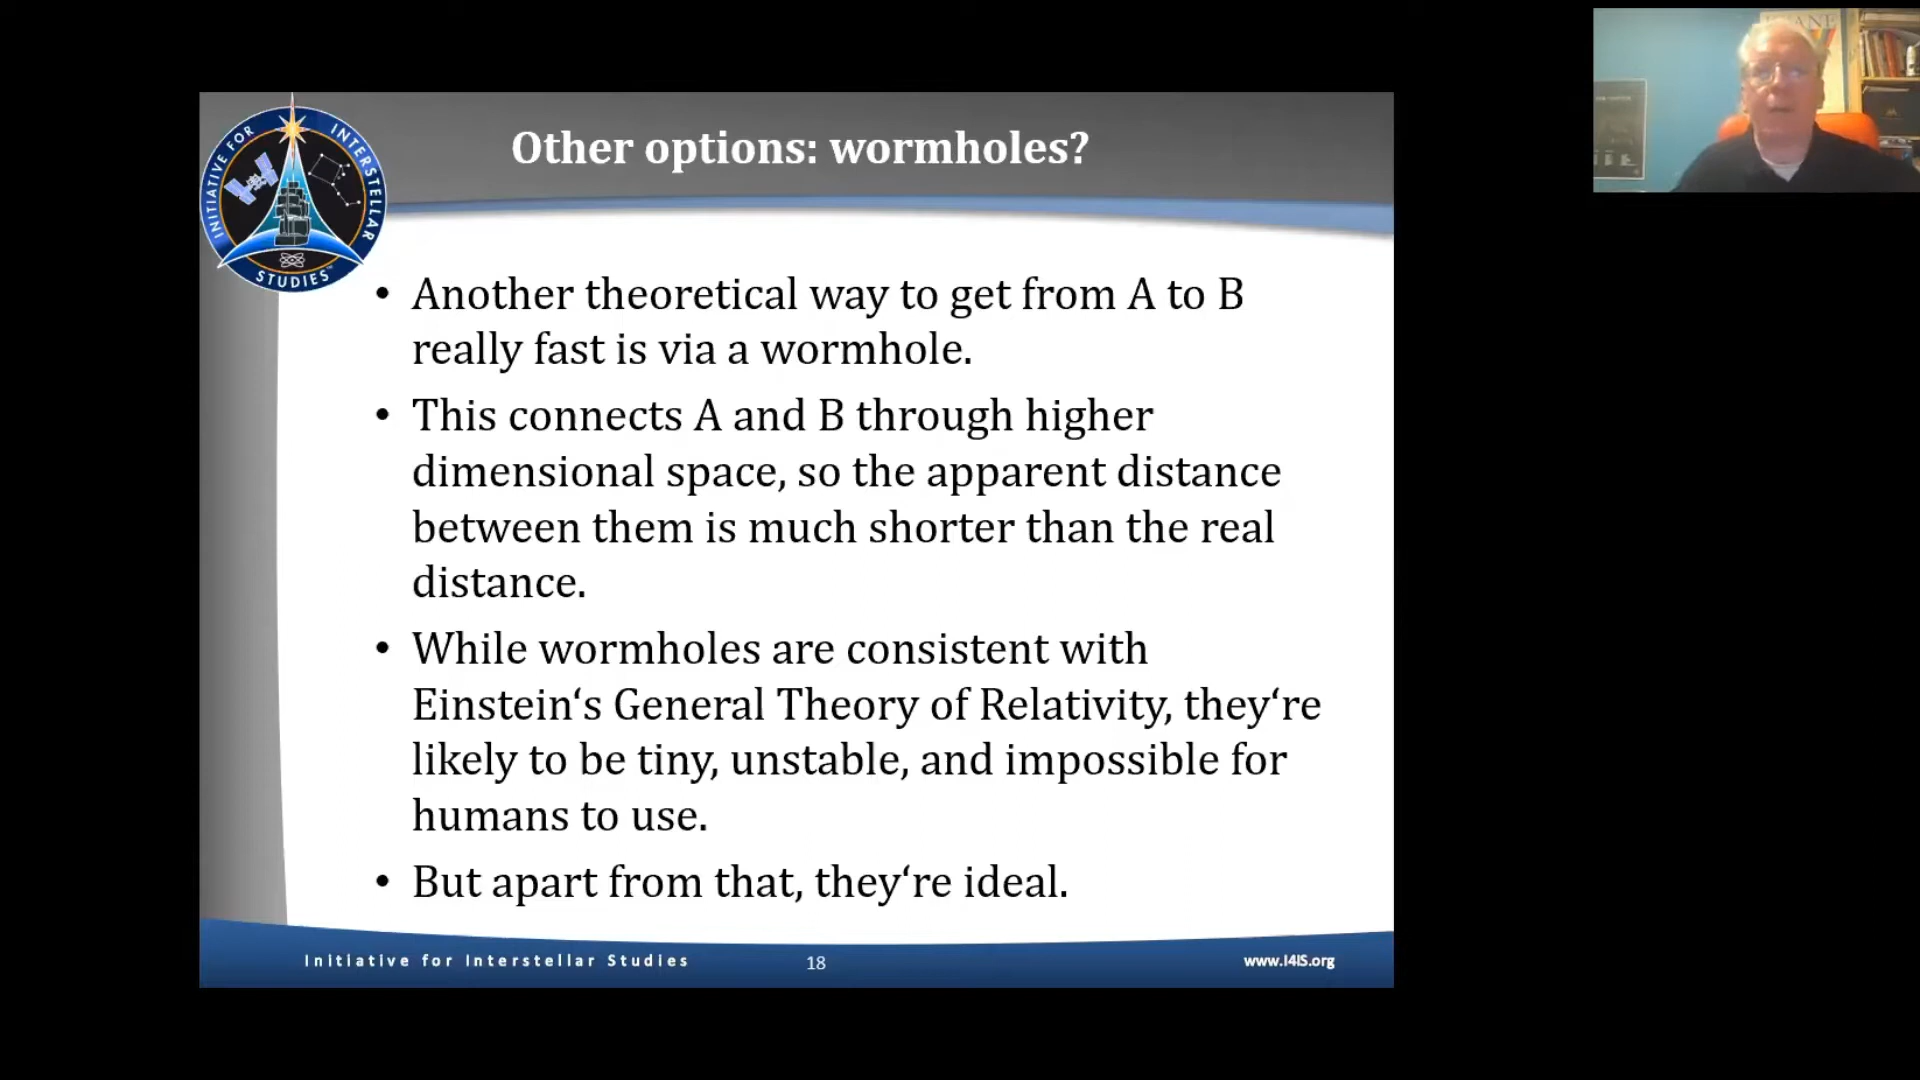 INITIATIVE FOR INTERSTELLAR
STUDIES™
Other options: wormholes?
• Another theoretical way to get from A to B
really fast is via a wormhole.
• This connects A and B through higher
dimensional space, so the apparent distance
between them is much shorter than the real
distance.
• While wormholes are consistent with
Einstein‘s General Theory of Relativity, they‘re
likely to be tiny, unstable, and impossible for
humans to use.
• But apart from that, they‘re ideal.
Initiative for Interstellar Studies
18
www.I4IS.org